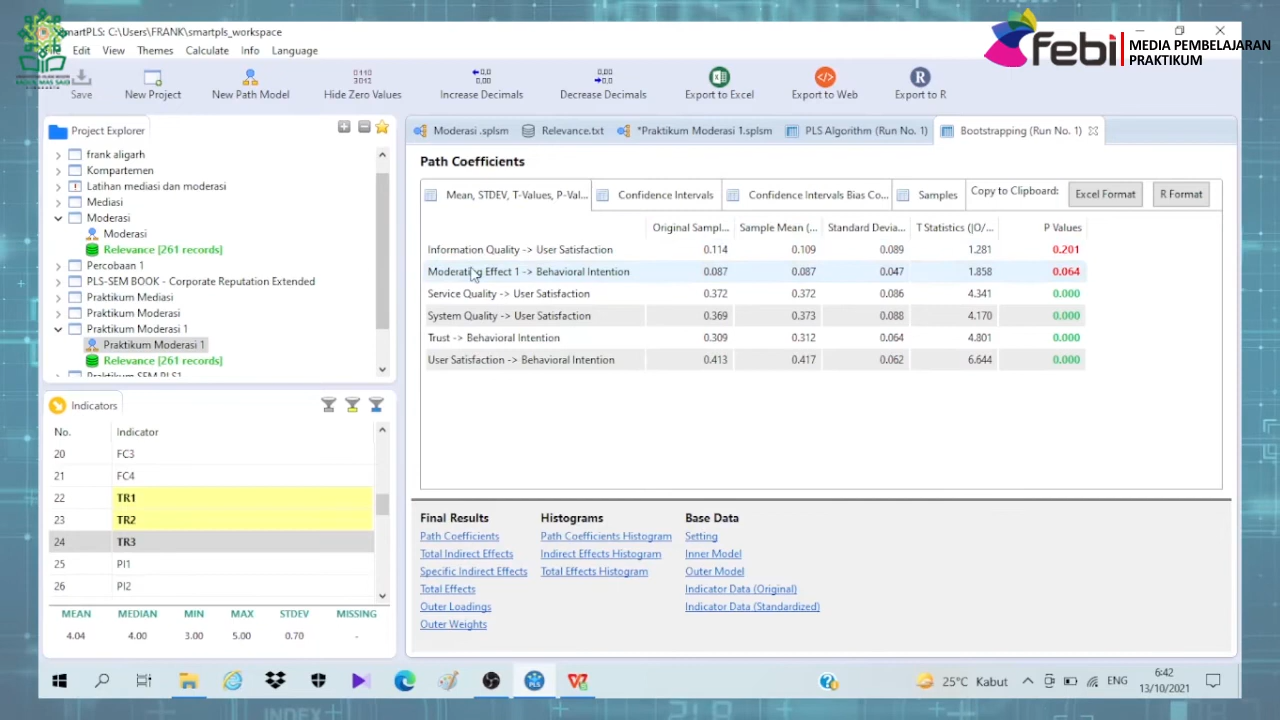 smartPLS: C:\Users\FRANK\smartpls_workspace
febi MEDIA PEMBELAJARAN
PRAKTIKUM
Edit View Themes Calculate Info Language
Save New Project New Path Model Hide Zero Values Increase Decimals Decrease Decimals Export to Excel Export to Web Export to R
Project Explorer
frank aligarh
Kompartemen
Latihan mediasi dan moderasi
Mediasi
Moderasi
Moderasi
Relevance [261 records]
Percobaan 1
PLS-SEM BOOK - Corporate Reputation Extended
Praktikum Mediasi
Praktikum Moderasi
Praktikum Moderasi 1
Praktikum Moderasi 1
Relevance [261 records]
Praktikum SEM PLS1
Indicators
No. Indicator
20 FC3
21 FC4
22 TR1
23 TR2
24 TR3
25 PI1
26 PI2
MEAN MEDIAN MIN MAX STDEV MISSING
4.04 4.00 3.00 5.00 0.70 -
Moderasi .splsm Relevance.txt *Praktikum Moderasi 1.splsm PLS Algorithm (Run No. 1) Bootstrapping (Run No. 1)
Path Coefficients
Mean, STDEV, T-Values, P-Val... Confidence Intervals Confidence Intervals Bias Co... Samples Copy to Clipboard: Excel Format R Format
Original Sampl... Sample Mean (... Standard Devia... T Statistics (|O/... P Values
Information Quality -> User Satisfaction 0.114 0.109 0.089 1.281 0.201
Moderating Effect 1 -> Behavioral Intention 0.087 0.087 0.047 1.858 0.064
Service Quality -> User Satisfaction 0.372 0.372 0.086 4.341 0.000
System Quality -> User Satisfaction 0.369 0.373 0.088 4.170 0.000
Trust -> Behavioral Intention 0.309 0.312 0.064 4.801 0.000
User Satisfaction -> Behavioral Intention 0.413 0.417 0.062 6.644 0.000
Final Results Histograms Base Data
Path Coefficients Path Coefficients Histogram Setting
Total Indirect Effects Indirect Effects Histogram Inner Model
Specific Indirect Effects Total Effects Histogram Outer Model
Total Effects Indicator Data (Original)
Outer Loadings Indicator Data (Standardized)
Outer Weights
25°C Kabut ENG 6:42
13/10/2021